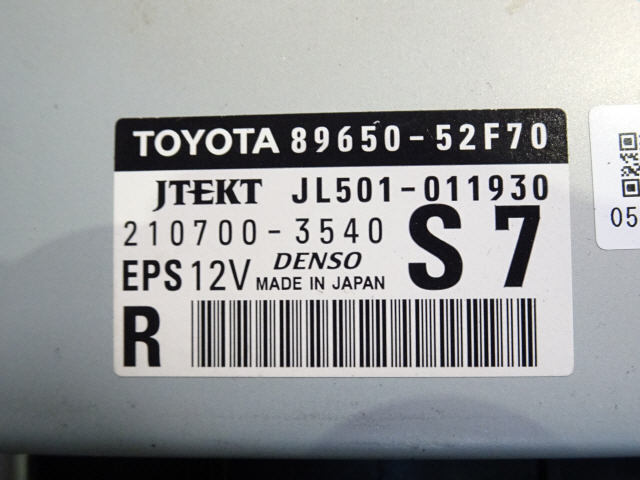 TOYOTA 89650-52F70
JTEKT JL501-011930
210700-3540
S7
EPS 12V DENSO
MADE IN JAPAN
R
05